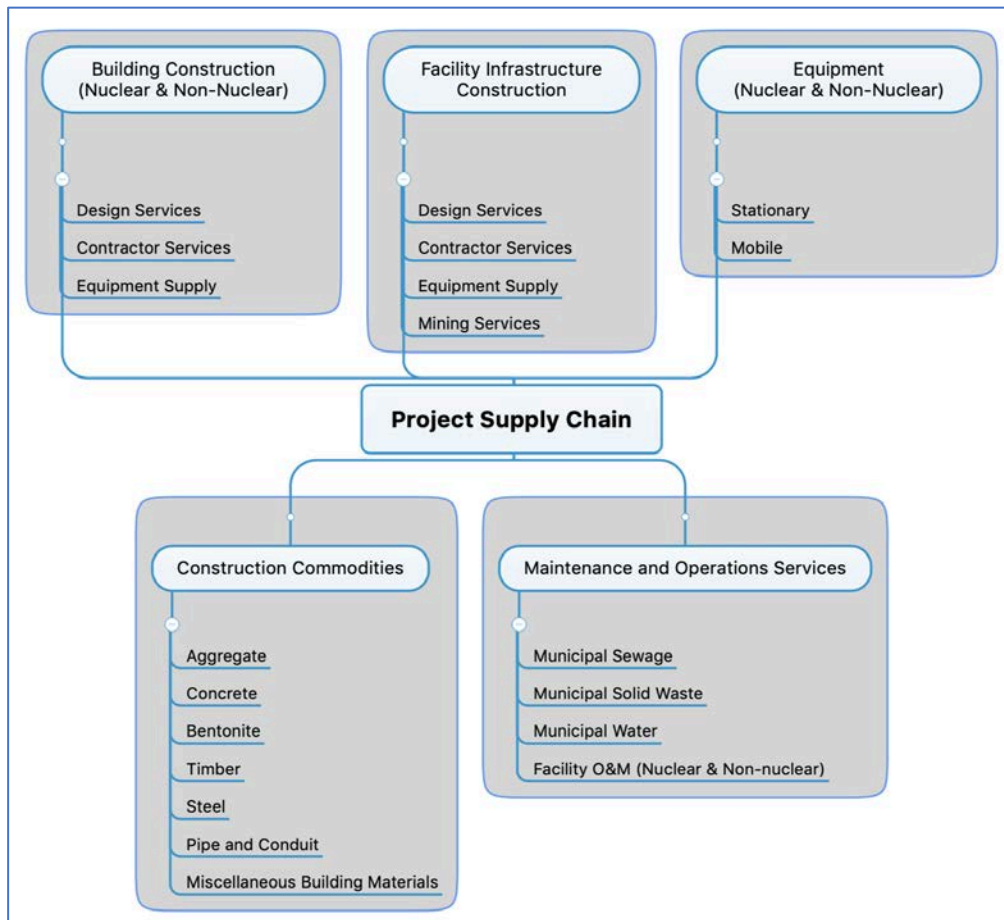 Building Construction
(Nuclear & Non-Nuclear)
Design Services
Contractor Services
Equipment Supply
Facility Infrastructure
Construction
Design Services
Contractor Services
Equipment Supply
Mining Services
Equipment
(Nuclear & Non-Nuclear)
Stationary
Mobile
Project Supply Chain
Construction Commodities
Aggregate
Concrete
Bentonite
Timber
Steel
Pipe and Conduit
Miscellaneous Building Materials
Maintenance and Operations Services
Municipal Sewage
Municipal Solid Waste
Municipal Water
Facility O&M (Nuclear & Non-nuclear)